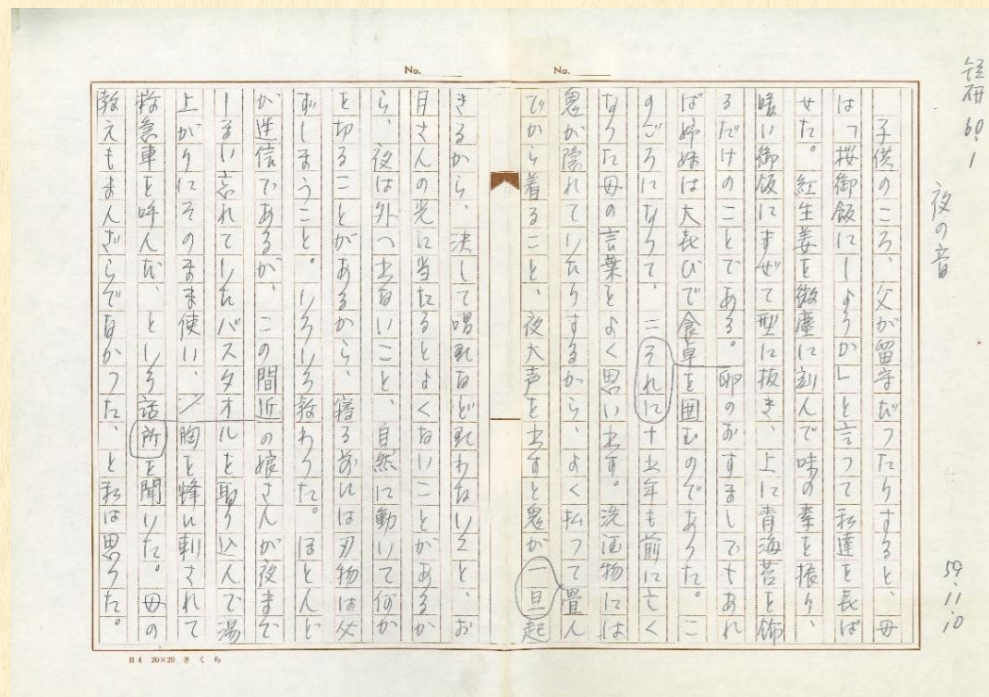 短研 60.1
夜の音
59.11.10
No.
No.
子供のころ、父が留守だったりすると、母
は「桜御飯にしようか」と言って私達を喜ば
せた。紅生姜を微塵に刻んで味の素を振り、
暖い御飯にまぜて型に抜き、上に青海苔を飾
るだけのことである。卵のおすましでもあれ
ば姉妹は大喜びで食卓を囲むのであった。こ
のごろになって、二十五年も前に亡く
それに
なった母の言葉をよく思い出す。洗濯物には
鬼が隠れていたりするから、よく払って畳ん
でから着ること、夜大声を出すと鬼が一旦起
きるから、決して唱歌など歌わないこと、お
月さんの光に当たるとよくないことがあるか
ら、夜は外へ出ないこと、自然に動いて何か
を切ることがあるから、寝る前には刃物は必
ずしまうこと。いろいろ教わった。ほとんど
が迷信であるが、この間近所の娘さんが夜まで
しまい忘れていたバスタオルを取り込んで湯
上がりにそのまま使い、胸を蜂に刺されて
救急車を呼んだ、という話を聞いた。母の
教えもまんざらでなかった、と私は思った。
B4 20×20 さくら